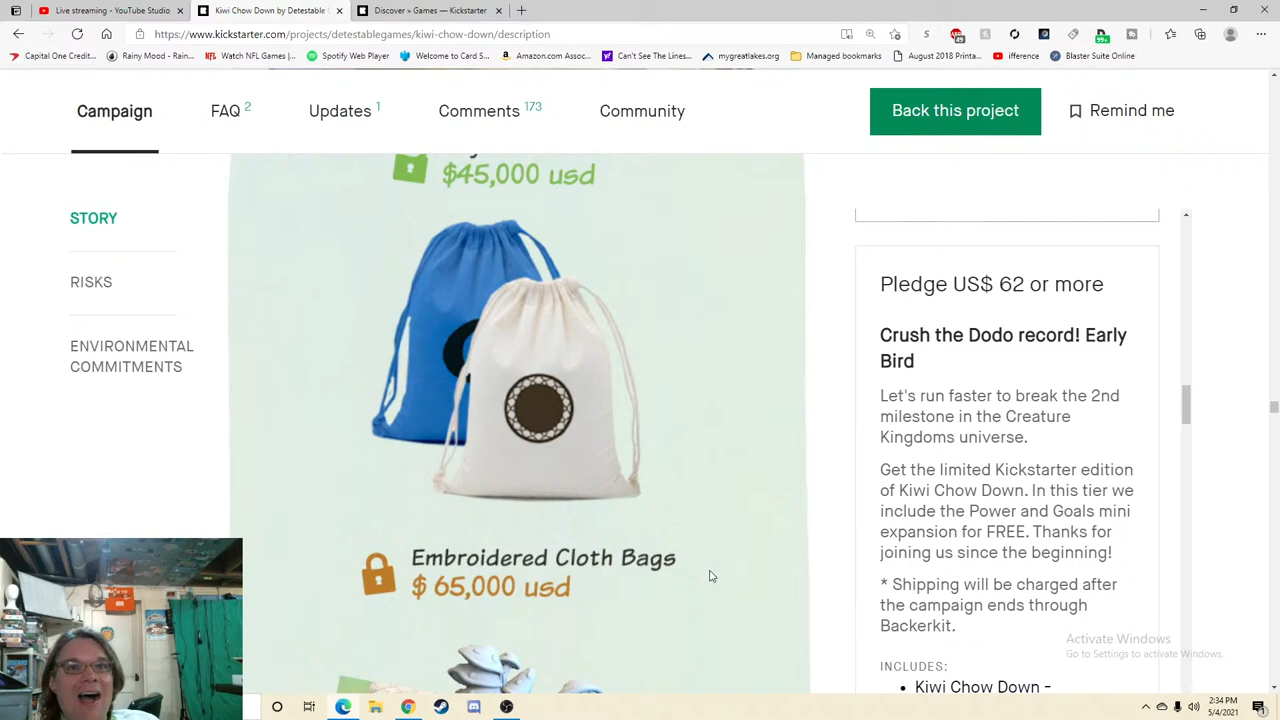 Live streaming - YouTube Studio
Kiwi Chow Down by Detestable G
Discover » Games — Kickstarter
https://www.kickstarter.com/projects/detestablegames/kiwi-chow-down/description
Capital One Credit...
Rainy Mood - Rain...
Watch NFL Games |...
Spotify Web Player
Welcome to Card S...
Amazon.com Assoc...
Can't See The Lines...
mygreatlakes.org
Managed bookmarks
August 2018 Printa...
ifference
Blaster Suite Online
Campaign
FAQ 2
Updates 1
Comments 173
Community
Back this project
Remind me
$45,000 usd
STORY
RISKS
ENVIRONMENTAL
COMMITMENTS
Embroidered Cloth Bags
$ 65,000 usd
Pledge US$ 62 or more
Crush the Dodo record! Early
Bird
Let's run faster to break the 2nd
milestone in the Creature
Kingdoms universe.
Get the limited Kickstarter edition
of Kiwi Chow Down. In this tier we
include the Power and Goals mini
expansion for FREE. Thanks for
joining us since the beginning!
* Shipping will be charged after
the campaign ends through
Backerkit.
INCLUDES:
• Kiwi Chow Down -
Activate Windows
Go to Settings to activate Windows.
2:34 PM
5/4/2021